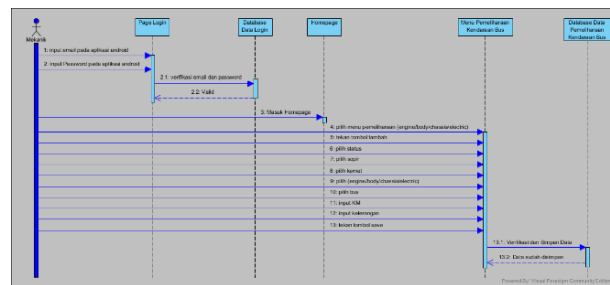 Page Login
Database
Data Login
Homepage
Menu Pemeliharaan
Kendaraan Bus
Database Data
Pemeliharaan
Kendaraan Bus
Mekanik
1: input email pada aplikasi android
2: input Password pada aplikasi android
2.1: verifikasi email dan password
2.2: Valid
3: Masuk Homepage
4: pilih menu pemeliharaan (engine/body/chassis/electric)
5: tekan tombol tambah
6: pilih status
7: pilih sopir
8: pilih kernet
9: pilih (engine/body/chassis/electric)
10: pilih bus
11: input KM
12: input keterangan
13: tekan tombol save
13.1: Verifikasi dan Simpan Data
13.2: Data sudah disimpan
Powered By: Visual Paradigm Community Edition